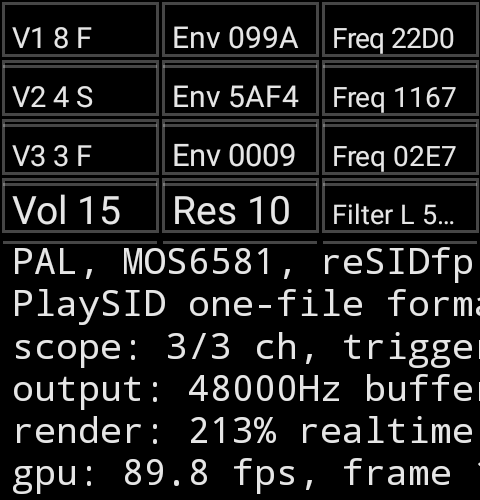 V1 8 F Env 099A Freq 22D0
V2 4 S Env 5AF4 Freq 1167
V3 3 F Env 0009 Freq 02E7
Vol 15 Res 10 Filter L 5...
PAL, MOS6581, reSIDfp
PlaySID one-file forma
scope: 3/3 ch, trigger
output: 48000Hz buffer
render: 213% realtime
gpu: 89.8 fps, frame